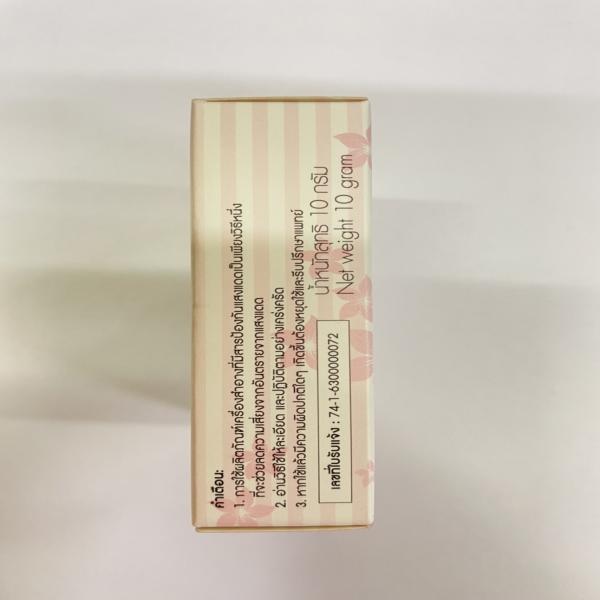 คำเตือน:
1. การใช้ผลิตภัณฑ์เครื่องสำอางที่มีสารป้องกันแสงแดดเป็นเพียงวิธีหนึ่ง
ที่จะช่วยลดความเสี่ยงจากอันตรายจากแสงแดด
2. อ่านวิธีใช้ให้ละเอียด และปฏิบัติตามอย่างเคร่งครัด
3. หากใช้แล้วมีความผิดปกติใดๆ เกิดขึ้นต้องหยุดใช้และรีบปรึกษาแพทย์
เลขที่ใบรับแจ้ง : 74-1-6300000072
น้ำหนักสุทธิ 10 กรัม
Net weight 10 gram